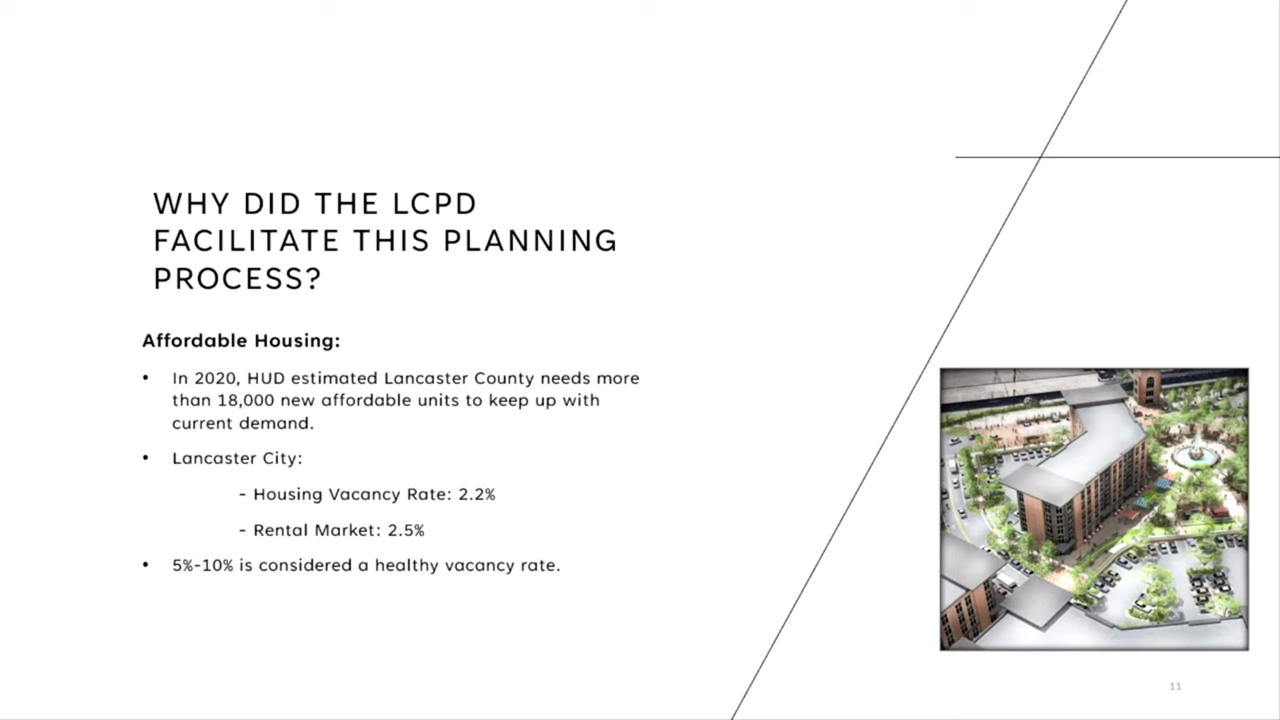 WHY DID THE LCPD
FACILITATE THIS PLANNING
PROCESS?
Affordable Housing:
• In 2020, HUD estimated Lancaster County needs more
than 18,000 new affordable units to keep up with
current demand.
• Lancaster City:
- Housing Vacancy Rate: 2.2%
- Rental Market: 2.5%
• 5%-10% is considered a healthy vacancy rate.
11